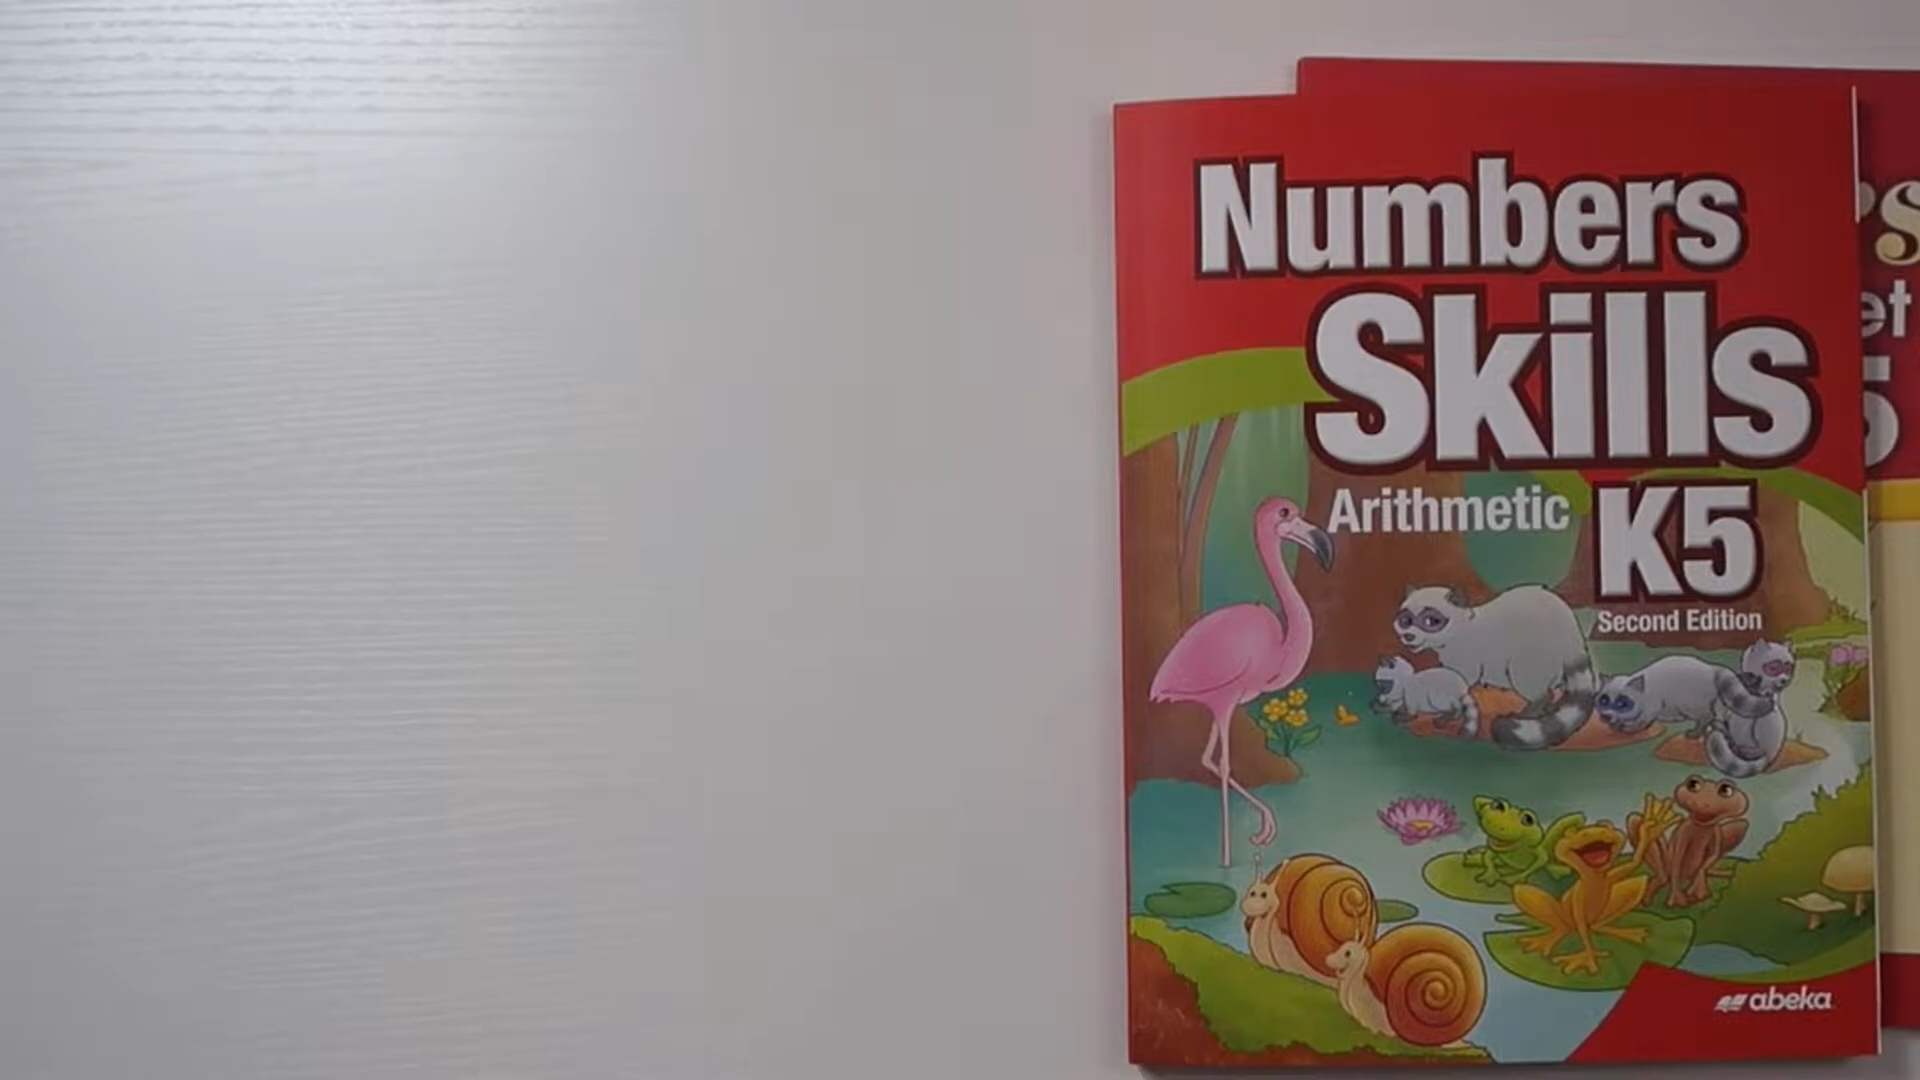 Numbers
Skills
Arithmetic K5
Second Edition
abeka